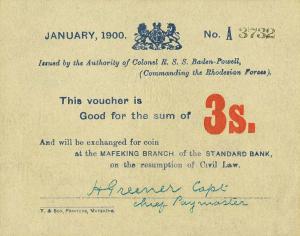 JANUARY, 1900. No. A 3732
Issued by the Authority of Colonel R. S. S. Baden-Powell,
(Commanding the Rhodesian Forces).
This voucher is
Good for the sum of 3s.
And will be exchanged for coin
at the MAFEKING BRANCH of the STANDARD BANK,
on the resumption of Civil Law.
H Greener Capt
Chief Paymaster
T. & Son, Printers, Mafeking.